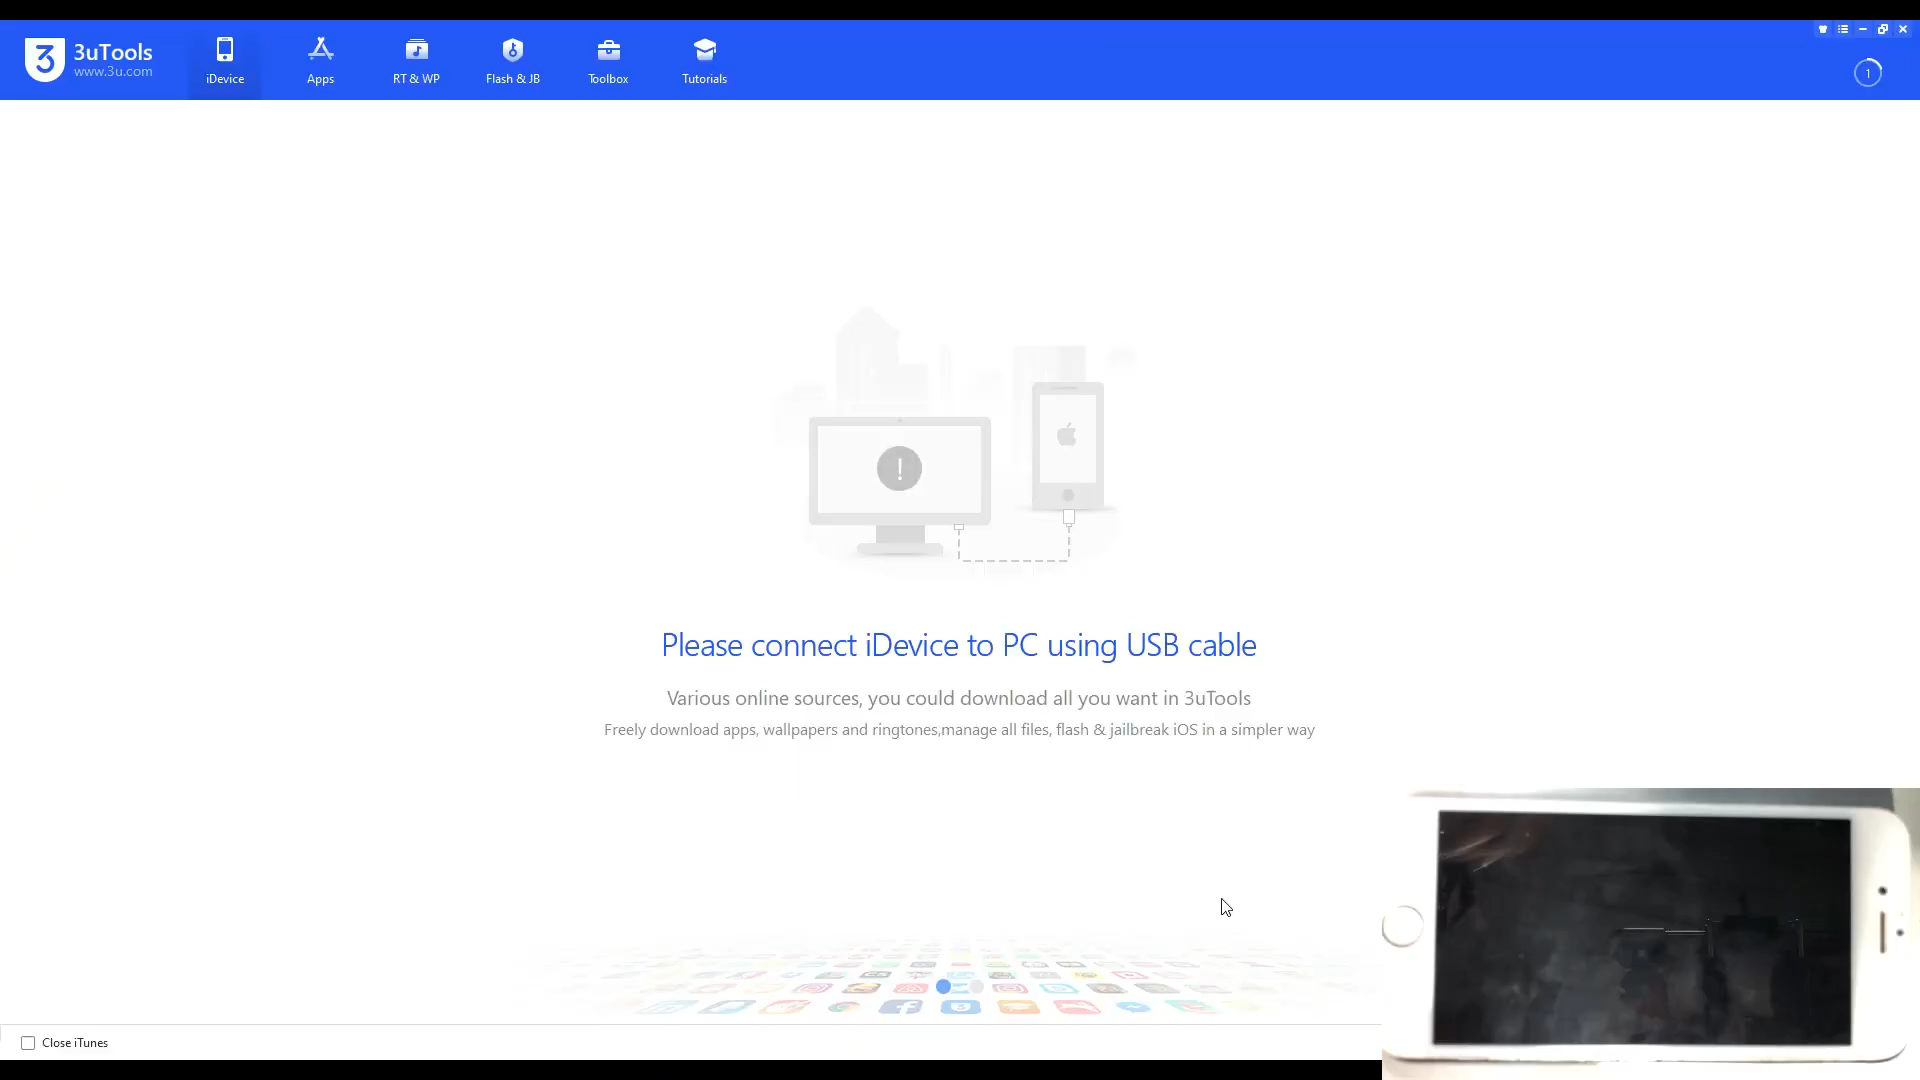 3 3uTools
www.3u.com
iDevice
Apps
RT & WP
Flash & JB
Toolbox
Tutorials
1
!
Please connect iDevice to PC using USB cable
Various online sources, you could download all you want in 3uTools
Freely download apps, wallpapers and ringtones,manage all files, flash & jailbreak iOS in a simpler way
Close iTunes